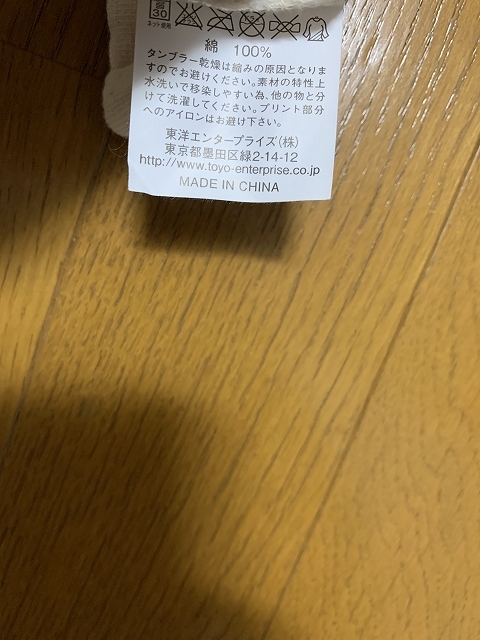 30
ネット使用
綿 100%
タンブラー乾燥は縮みの原因となりま
すのでお避けください。素材の特性上
水洗いで移染しやすい為、他の物と分
けて洗濯してください。プリント部分
へのアイロンはお避け下さい。
東洋エンタープライズ(株)
東京都墨田区緑2-14-12
http://www.toyo-enterprise.co.jp
MADE IN CHINA